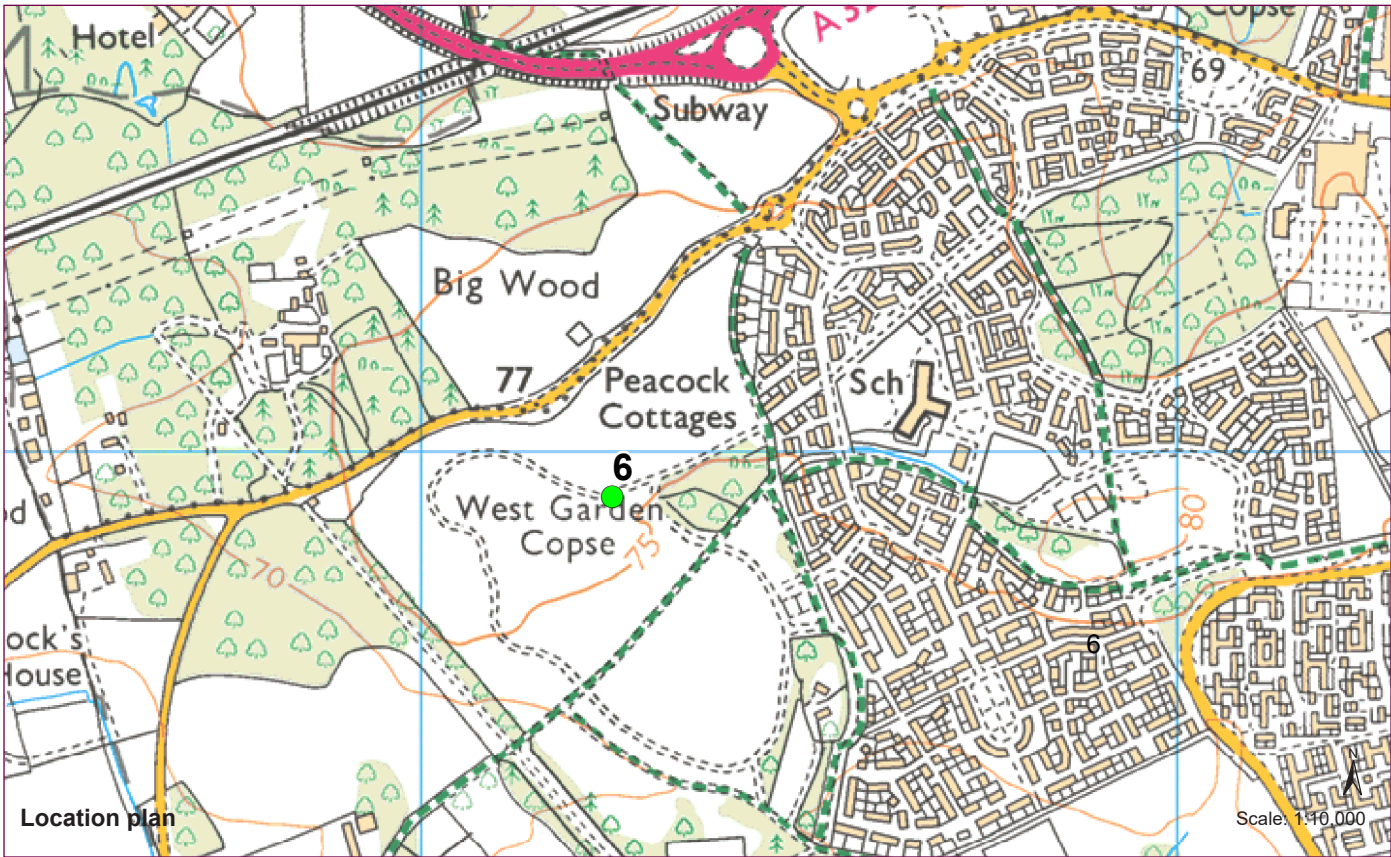 Hotel
A 32
Copse
69
Subway
Big Wood
77
Peacock
Cottages
Sch
6
West Garden
Copse
75
80
70
6
ock's
House
N
Location plan
Scale: 1:10,000